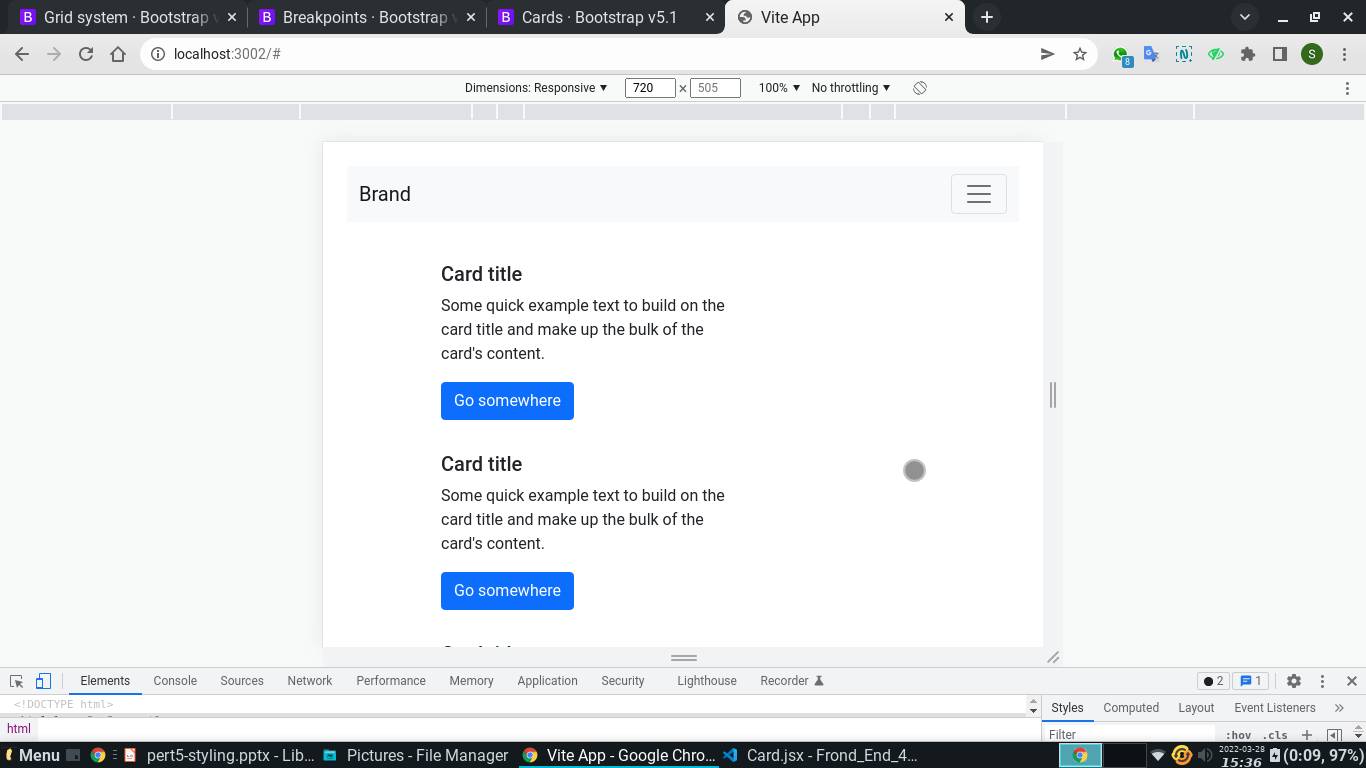 Grid system · Bootstrap v
Breakpoints · Bootstrap v
Cards · Bootstrap v5.1
Vite App
localhost:3002/#
8
S
Dimensions: Responsive
720
×
505
100%
No throttling
Brand
Card title
Some quick example text to build on the
card title and make up the bulk of the
card's content.
Go somewhere
Card title
Some quick example text to build on the
card title and make up the bulk of the
card's content.
Go somewhere
Elements
Console
Sources
Network
Performance
Memory
Application
Security
Lighthouse
Recorder
2
1
<!DOCTYPE html>
Styles
Computed
Layout
Event Listeners
html
Filter
:hov
.cls
Menu
pert5-styling.pptx - Lib...
Pictures - File Manager
Vite App - Google Chro...
Card.jsx - Frond_End_4...
2022-03-28
15:36
(0:09, 97%)